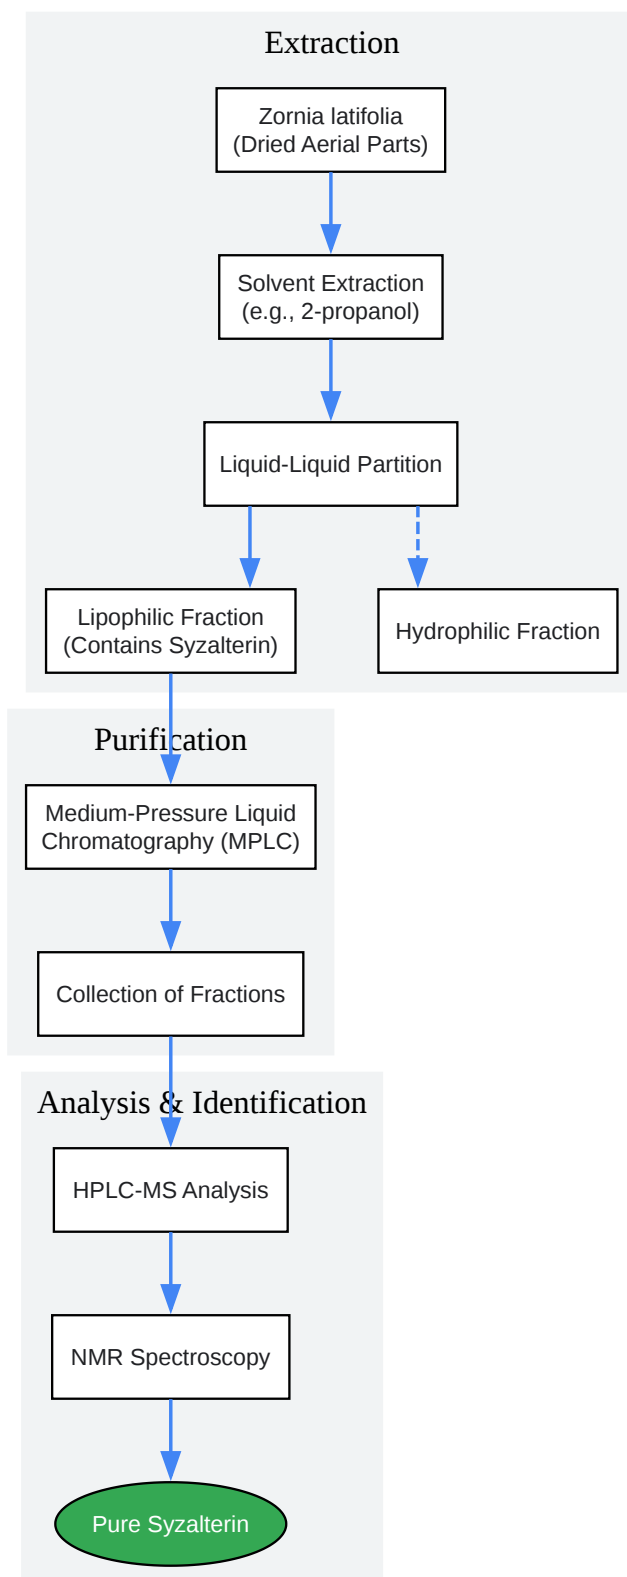 Extraction
Zornia latifolia
(Dried Aerial Parts)
Solvent Extraction
(e.g., 2-propanol)
Liquid-Liquid Partition
Lipophilic Fraction
(Contains Syzalterin)
Hydrophilic Fraction
Purification
Medium-Pressure Liquid
Chromatography (MPLC)
Collection of Fractions
Analysis & Identification
HPLC-MS Analysis
NMR Spectroscopy
Pure Syzalterin